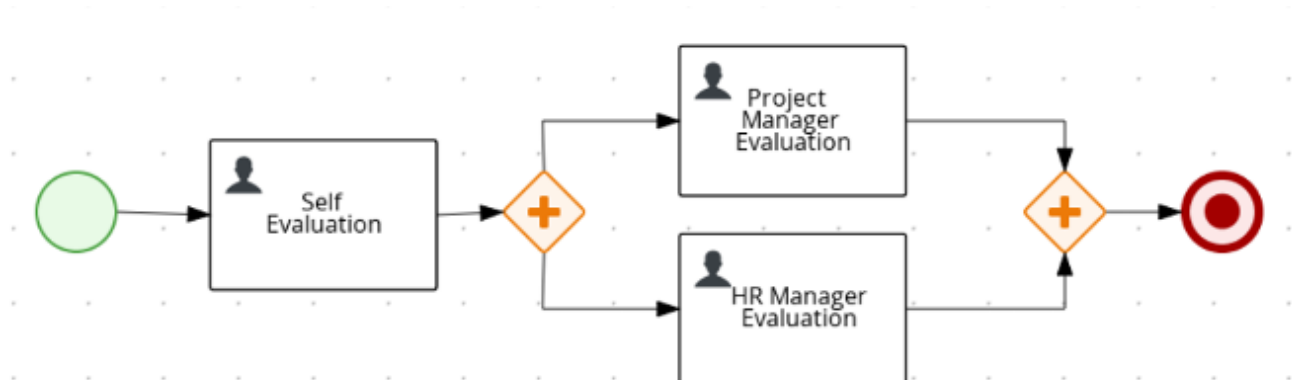 Self
Evaluation
Project
Manager
Evaluation
HR Manager
Evaluation